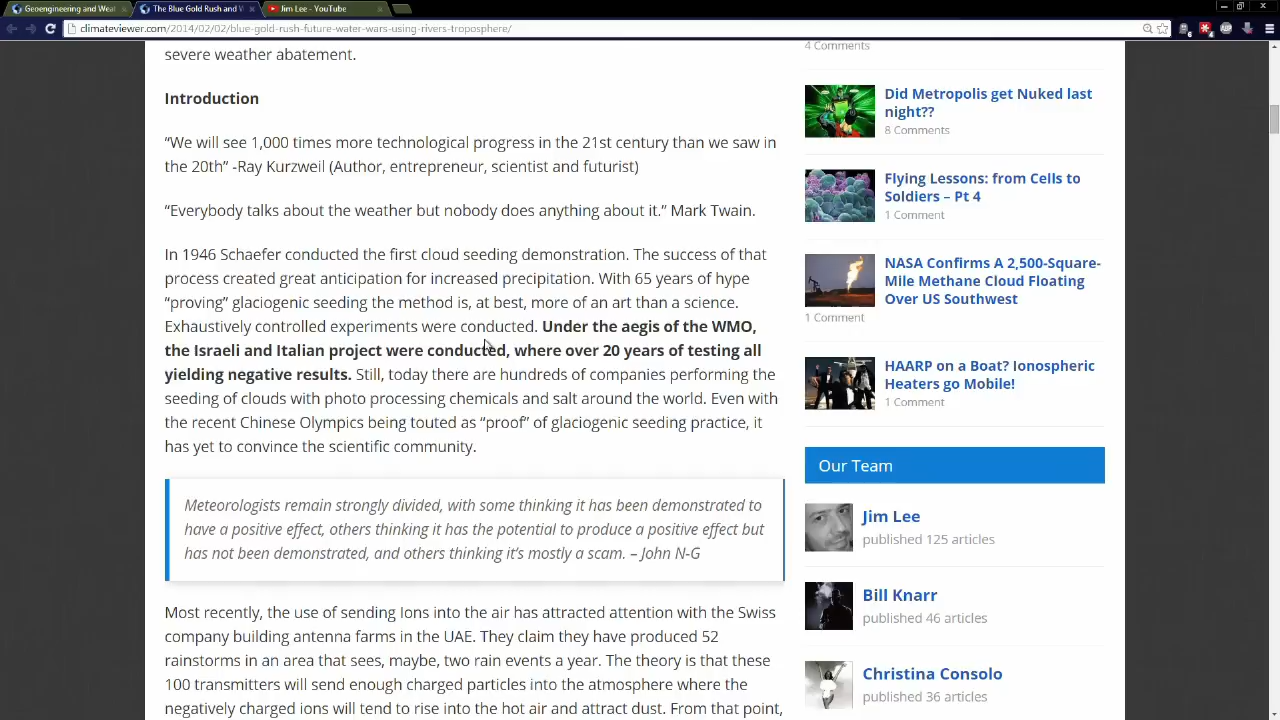 Geoengineering and Wea
The Blue Gold Rush and W
Jim Lee - YouTube
climateviewer.com/2014/02/02/blue-gold-rush-future-water-wars-using-rivers-troposphere/
severe weather abatement.
Introduction
“We will see 1,000 times more technological progress in the 21st century than we saw in
the 20th” -Ray Kurzweil (Author, entrepreneur, scientist and futurist)
“Everybody talks about the weather but nobody does anything about it.” Mark Twain.
In 1946 Schaefer conducted the first cloud seeding demonstration. The success of that
process created great anticipation for increased precipitation. With 65 years of hype
“proving” glaciogenic seeding the method is, at best, more of an art than a science.
Exhaustively controlled experiments were conducted. Under the aegis of the WMO,
the Israeli and Italian project were conducted, where over 20 years of testing all
yielding negative results. Still, today there are hundreds of companies performing the
seeding of clouds with photo processing chemicals and salt around the world. Even with
the recent Chinese Olympics being touted as “proof” of glaciogenic seeding practice, it
has yet to convince the scientific community.
Meteorologists remain strongly divided, with some thinking it has been demonstrated to
have a positive effect, others thinking it has the potential to produce a positive effect but
has not been demonstrated, and others thinking it’s mostly a scam. – John N-G
Most recently, the use of sending Ions into the air has attracted attention with the Swiss
company building antenna farms in the UAE. They claim they have produced 52
rainstorms in an area that sees, maybe, two rain events a year. The theory is that these
100 transmitters will send enough charged particles into the atmosphere where the
negatively charged ions will tend to rise into the hot air and attract dust. From that point,
4 Comments
Did Metropolis get Nuked last
night??
8 Comments
Flying Lessons: from Cells to
Soldiers – Pt 4
1 Comment
NASA Confirms A 2,500-Square-
Mile Methane Cloud Floating
Over US Southwest
1 Comment
HAARP on a Boat? Ionospheric
Heaters go Mobile!
1 Comment
Our Team
Jim Lee
published 125 articles
Bill Knarr
published 46 articles
Christina Consolo
published 36 articles